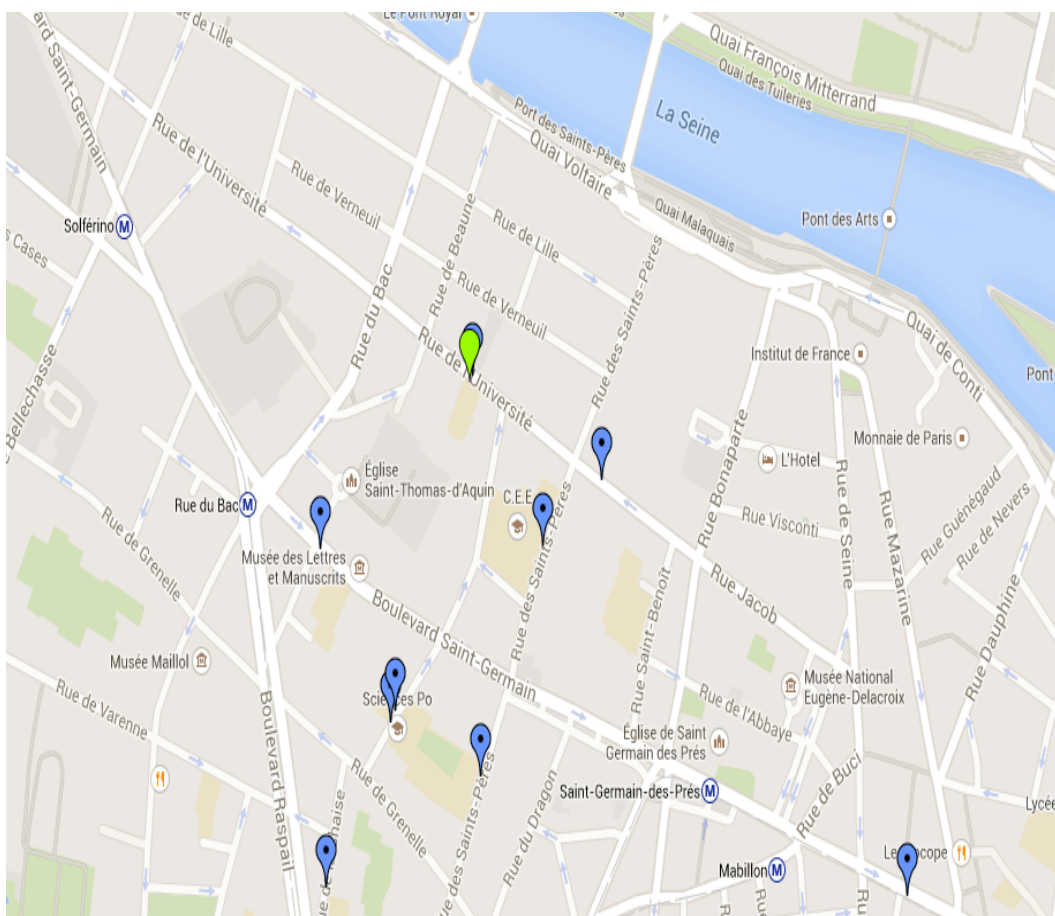 Le Pont Royal
Rue de Lille
Quai François Mitterrand
Quai des Tuileries
Saint-Germain
La Seine
Port des Saints-Pères
Quai Voltaire
Rue de l'Université
Rue de Verneuil
Solférino
M
Quai Malaquais
Pont des Arts
Rue de Lille
Rue de Beaune
Rue du Bac
Rue de Verneuil
Rue des Saints-Pères
Quai de Conti
Cases
Bellechasse
Rue de l'Université
Institut de France
Pont
Monnaie de Paris
L'Hotel
Rue Bonaparte
Rue de Seine
Rue Mazarine
Église
Saint-Thomas-d'Aquin
C.E.E
Rue du Bac
M
Rue Visconti
Rue Guénégaud
Rue de Nevers
Rue de Grenelle
Musée des Lettres
et Manuscrits
Rue des Saints-Pères
Rue Jacob
Rue Saint-Benoît
Rue Dauphine
Boulevard Saint-Germain
Musée Maillol
Musée National
Eugène-Delacroix
Sciences Po
Rue de Varenne
Rue de l'Abbaye
Église de Saint
Germain des Prés
Boulevard Raspail
Rue de Grenelle
Rue des Saints-Pères
Rue du Dragon
Saint-Germain-des-Prés
M
Rue de Buci
Lycée
Mabillon
M
Rue
Rue